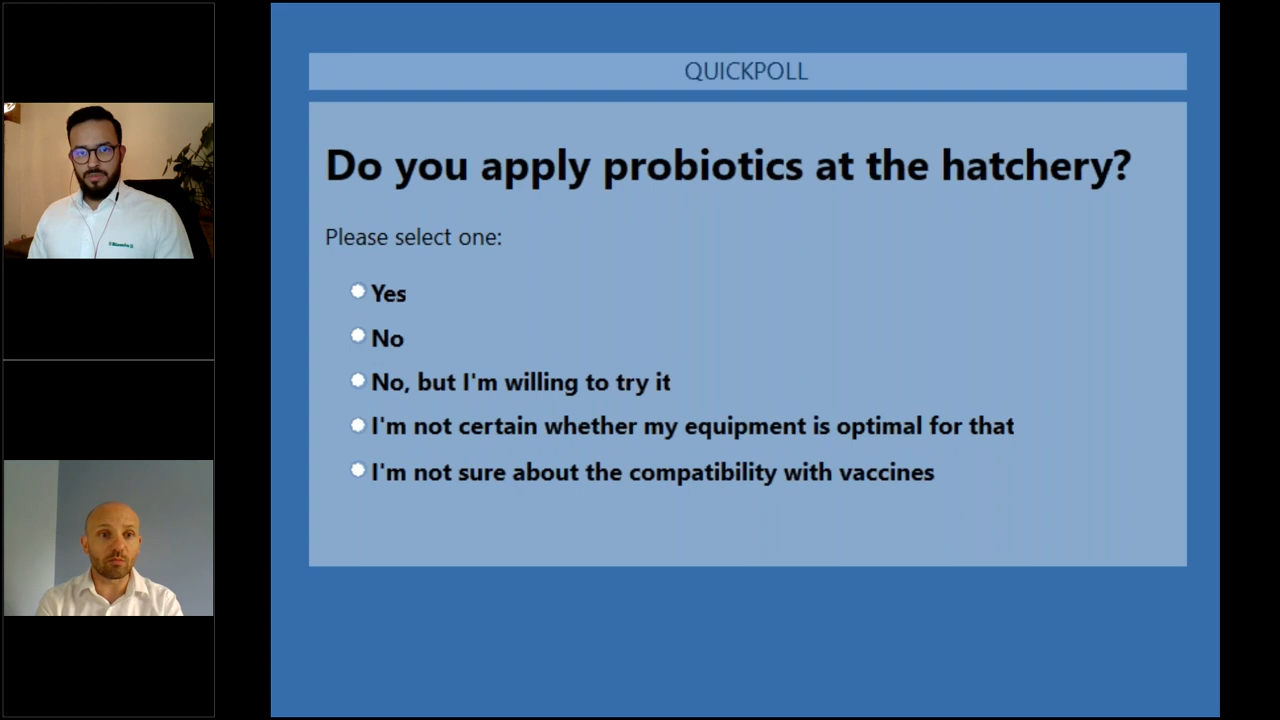 QUICKPOLL
Do you apply probiotics at the hatchery?
Please select one:
Yes
No
No, but I'm willing to try it
I'm not certain whether my equipment is optimal for that
I'm not sure about the compatibility with vaccines